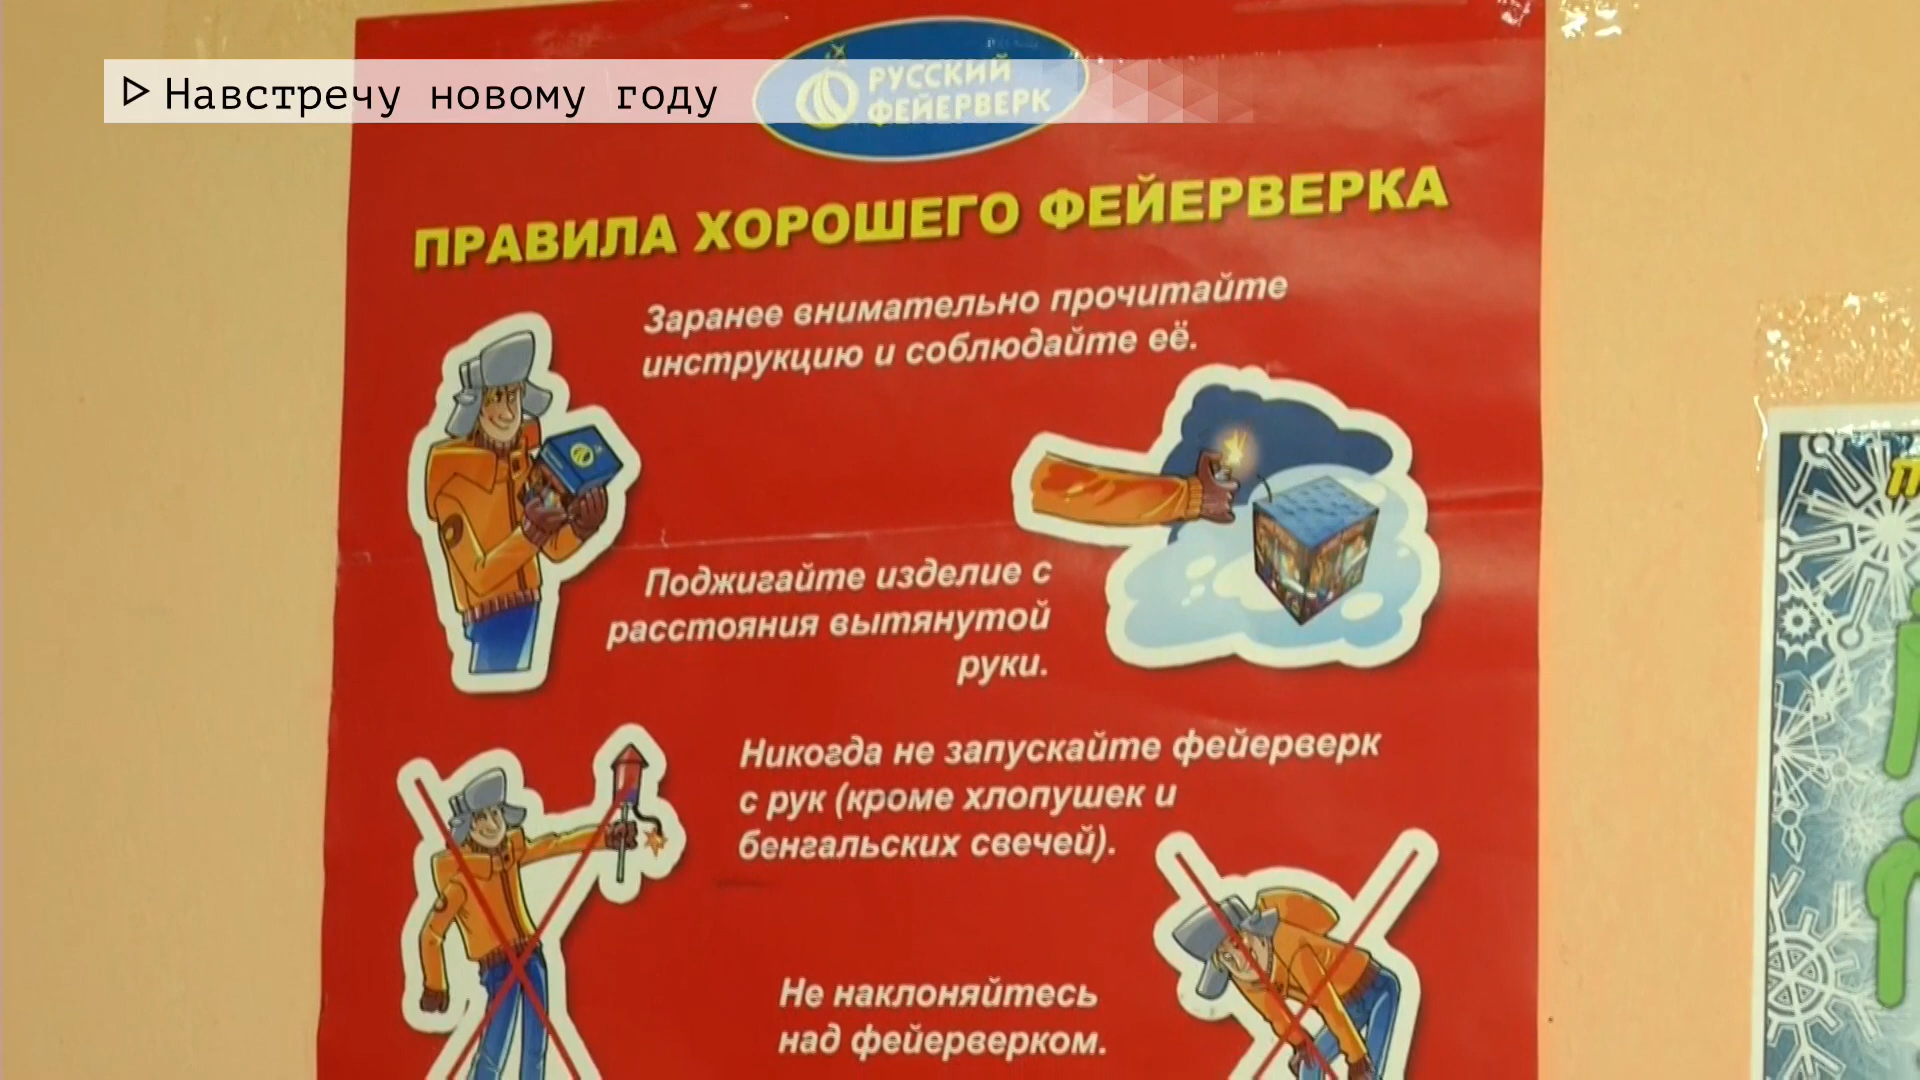 Навстречу новому году
РУССКИЙ
ФЕЙЕРВЕРК
ПРАВИЛА ХОРОШЕГО ФЕЙЕРВЕРКА
Заранее внимательно прочитайте
инструкцию и соблюдайте её.
Поджигайте изделие с
расстояния вытянутой
руки.
Никогда не запускайте фейерверк
с рук (кроме хлопушек и
бенгальских свечей).
Не наклоняйтесь
над фейерверком.